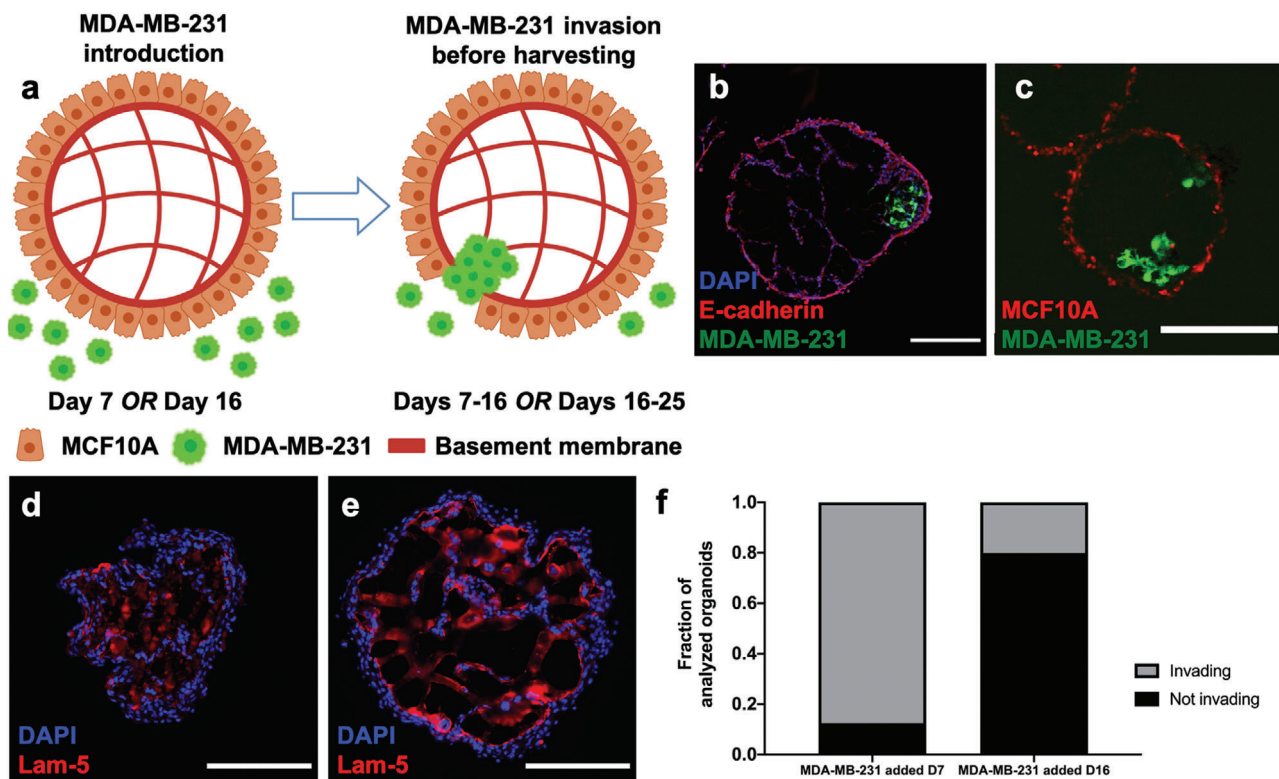 MDA-MB-231
introduction
MDA-MB-231 invasion
before harvesting
a
Day 7 OR Day 16
Days 7-16 OR Days 16-25
MCF10A
MDA-MB-231
Basement membrane
b
DAPI
E-cadherin
MDA-MB-231
c
MCF10A
MDA-MB-231
d
DAPI
Lam-5
e
DAPI
Lam-5
f
Fraction of
analyzed organoids
1.0
0.8
0.6
0.4
0.2
0.0
MDA-MB-231 added D7
MDA-MB-231 added D16
Invading
Not invading